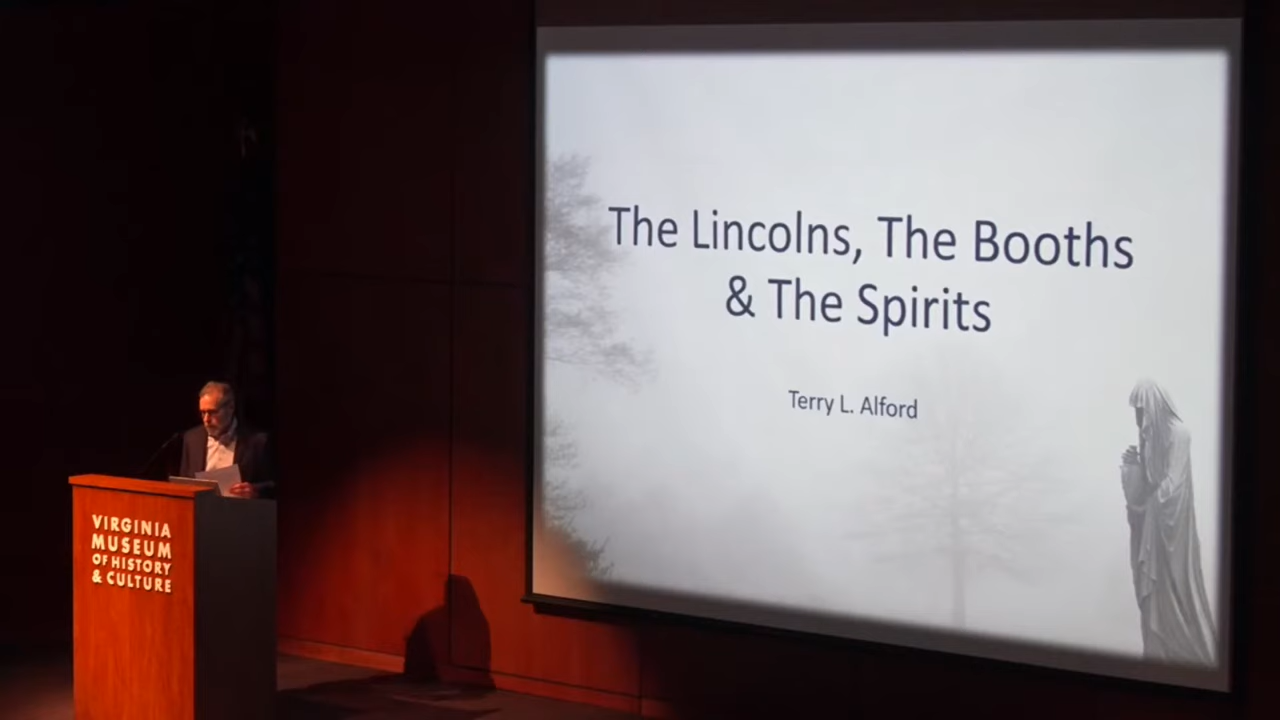 The Lincolns, The Booths
& The Spirits
Terry L. Alford
VIRGINIA
MUSEUM
OF HISTORY
& CULTURE